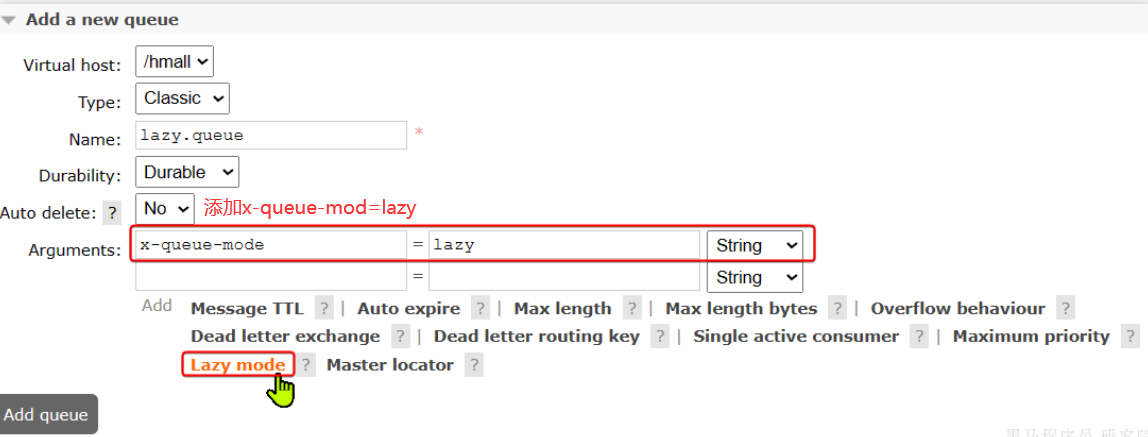 Add a new queue
Virtual host: /hmall
Type: Classic
Name: lazy.queue *
Durability: Durable
Auto delete: ? No 添加x-queue-mod=lazy
Arguments: x-queue-mode = lazy String
= String
Add Message TTL ? | Auto expire ? | Max length ? | Max length bytes ? | Overflow behaviour ?
Dead letter exchange ? | Dead letter routing key ? | Single active consumer ? | Maximum priority ?
Lazy mode ? Master locator ?
Add queue